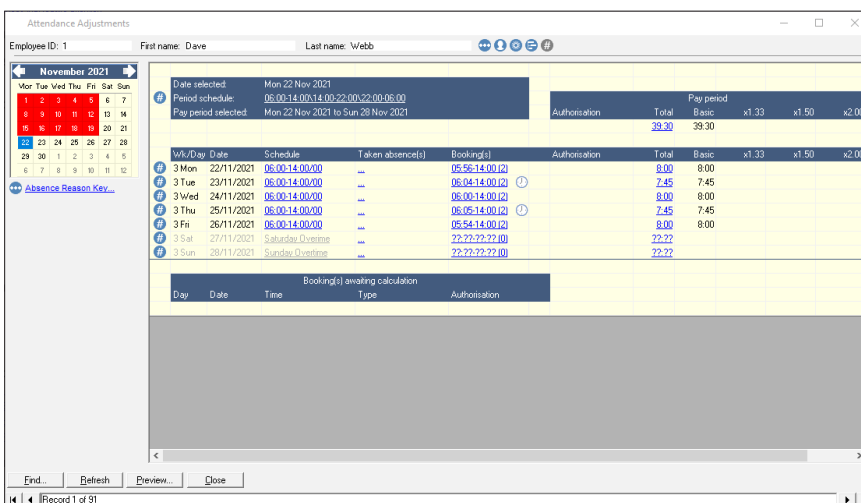 Attendance Adjustments
Employee ID: 1 First name: Dave Last name: Webb
November 2021
Mon Tue Wed Thu Fri Sat Sun
1 2 3 4 5 6 7
8 9 10 11 12 13 14
15 16 17 18 19 20 21
22 23 24 25 26 27 28
29 30 1 2 3 4 5
6 7 8 9 10 11 12
Absence Reason Key...
Date selected: Mon 22 Nov 2021
Period schedule: 06:00-14:00\14:00-22:00\22:00-06:00 Pay period
Pay period selected: Mon 22 Nov 2021 to Sun 28 Nov 2021 Authorisation Total Basic x1.33 x1.50 x2.00
39:30 39:30
Wk/Day Date Schedule Taken absence(s) Booking(s) Authorisation Total Basic x1.33 x1.50 x2.00
3 Mon 22/11/2021 06:00-14:00/00 ... 05:56-14:00 (2) 8:00 8:00
3 Tue 23/11/2021 06:00-14:00/00 ... 06:04-14:00 (2) 7:45 7:45
3 Wed 24/11/2021 06:00-14:00/00 ... 06:00-14:00 (2) 8:00 8:00
3 Thu 25/11/2021 06:00-14:00/00 ... 06:05-14:00 (2) 7:45 7:45
3 Fri 26/11/2021 06:00-14:00/00 ... 05:54-14:00 (2) 8:00 8:00
3 Sat 27/11/2021 Saturday Overime ... ??:??-??:?? (0) ??:??
3 Sun 28/11/2021 Sunday Overtime ... ??:??-??:?? (0) ??:??
Booking(s) awaiting calculation
Day Date Time Type Authorisation
Find... Refresh Preview... Close
Record 1 of 91